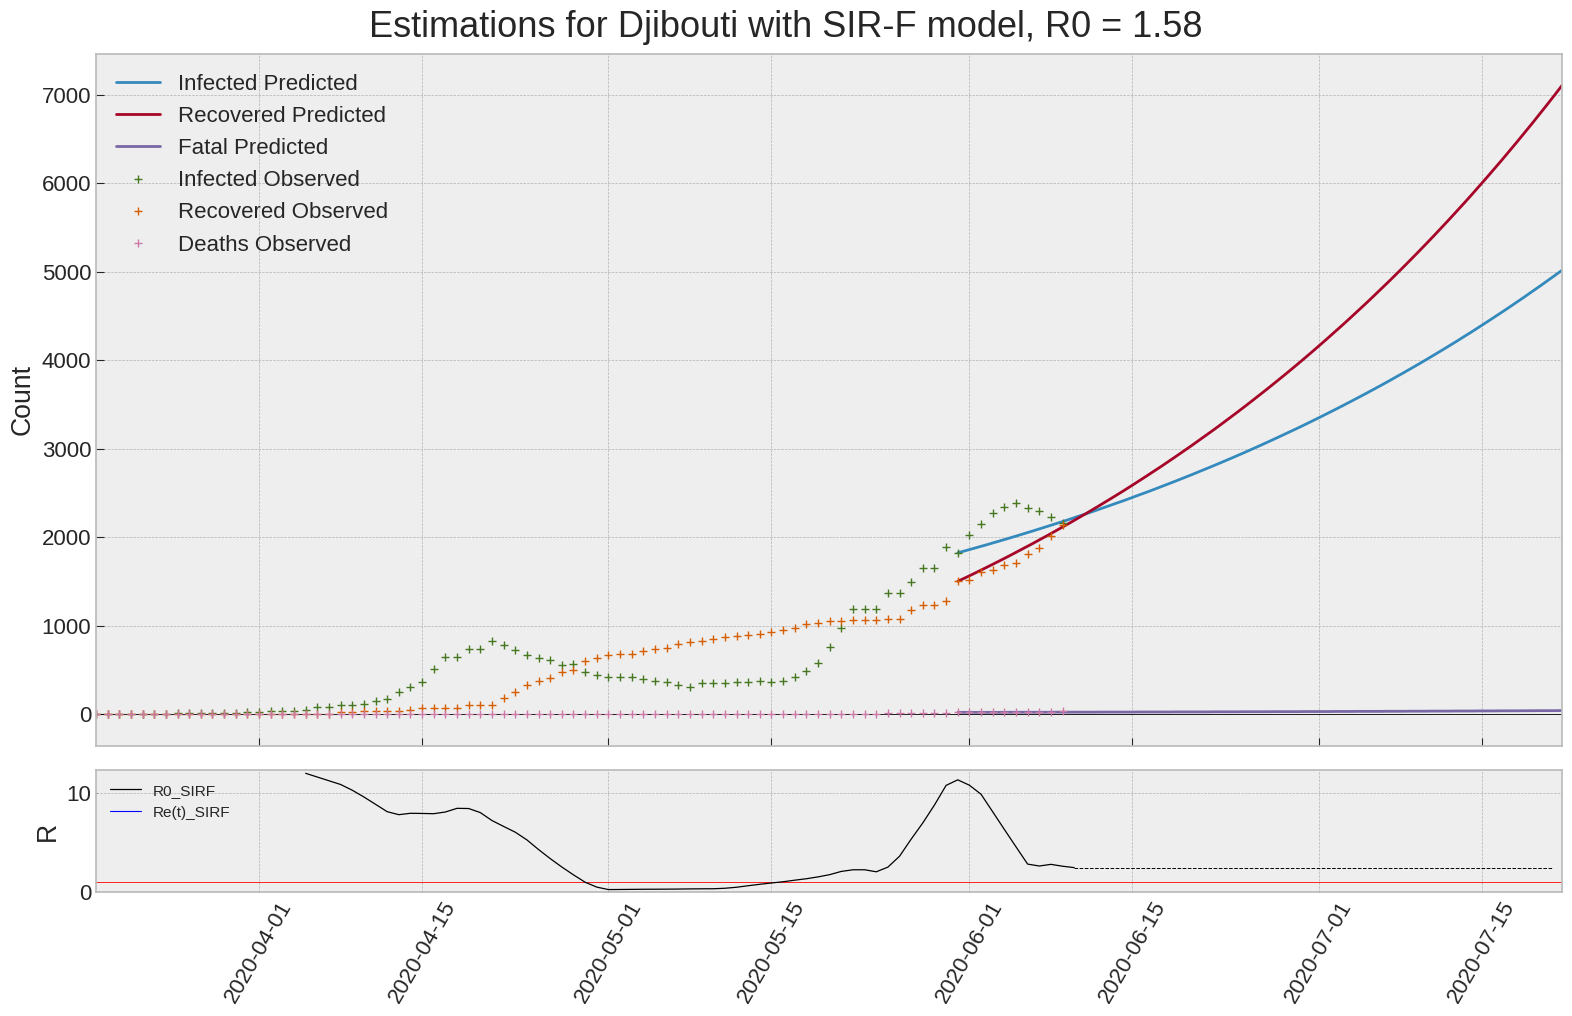 Estimations for Djibouti with SIR-F model, R0 = 1.58
Infected Predicted
Recovered Predicted
Fatal Predicted
Infected Observed
Recovered Observed
Deaths Observed
7000
6000
5000
4000
3000
2000
1000
0
Count
R0_SIRF
Re(t)_SIRF
10
0
R
2020-04-01
2020-04-15
2020-05-01
2020-05-15
2020-06-01
2020-06-15
2020-07-01
2020-07-15